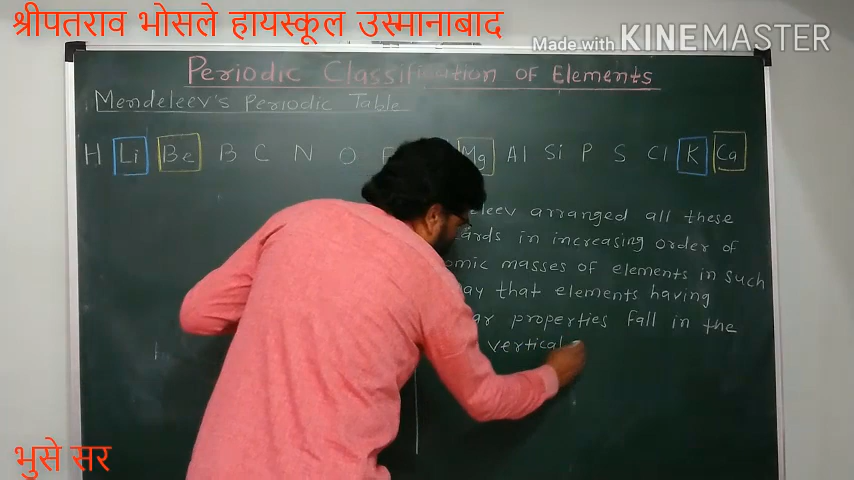 श्रीपतराव भोसले हायस्कूल उस्मानाबाद
Made with KINEMASTER
Periodic Classification of Elements
Mendeleev's Periodic Table
H Li Be B C N O Mg Al Si P S Cl K Ca
arranged all these
in increasing order of
masses of elements in such
that elements having
properties fall in the
vertical
भुसे सर